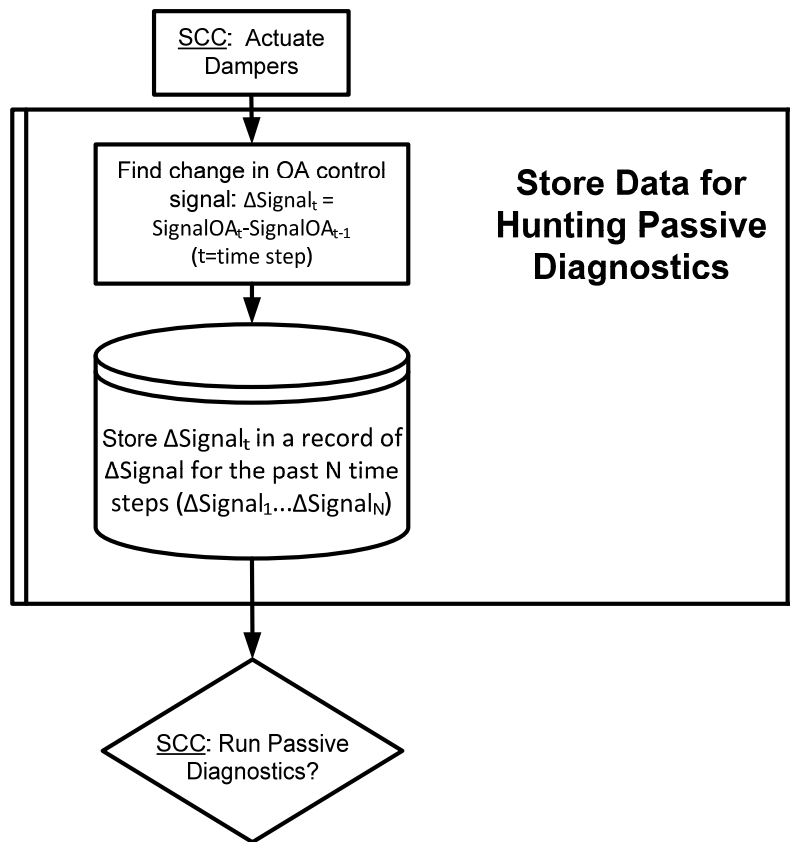 SCC: Actuate
Dampers
Store Data for
Hunting Passive
Diagnostics
Find change in OA control
signal: ΔSignalₜ =
SignalOAₜ-SignalOAₜ₋₁
(t=time step)
Store ΔSignalₜ in a record of
ΔSignal for the past N time
steps (ΔSignal₁...ΔSignal_N)
SCC: Run Passive
Diagnostics?